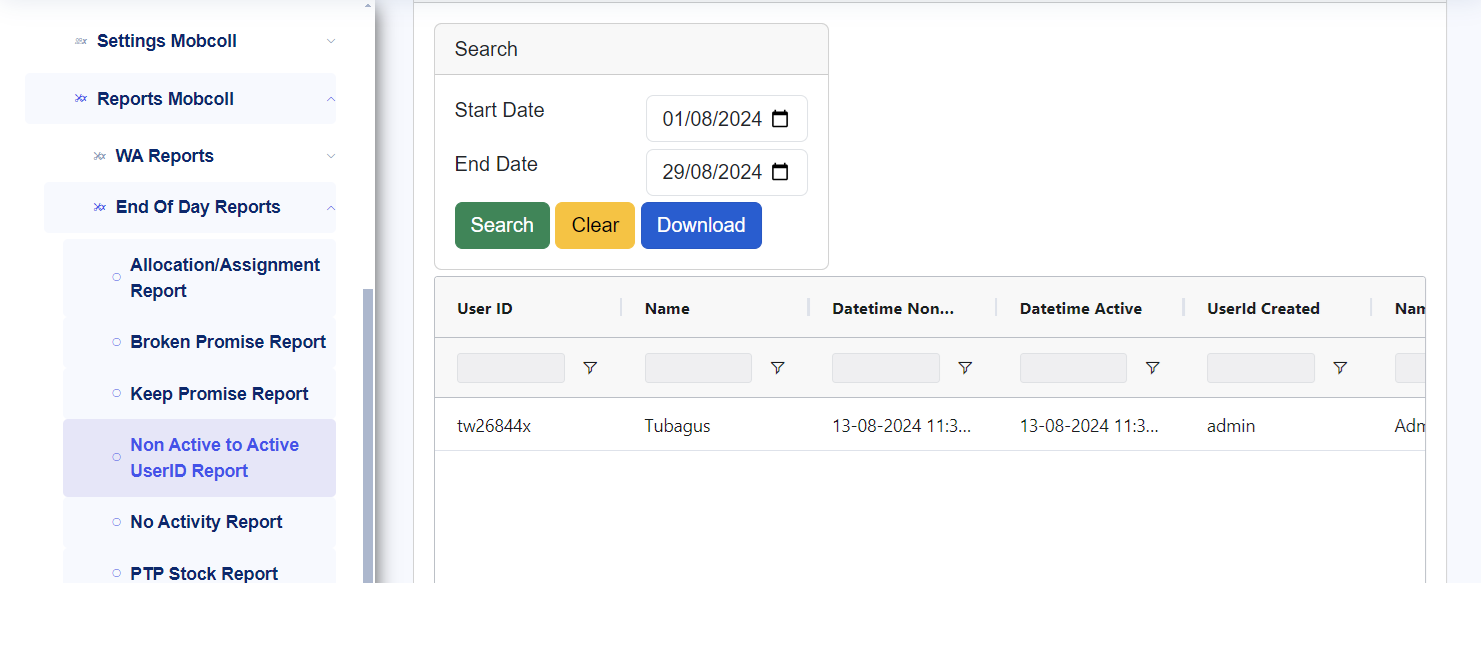 Settings Mobcoll
Reports Mobcoll
WA Reports
End Of Day Reports
Allocation/Assignment
Report
Broken Promise Report
Keep Promise Report
Non Active to Active
UserID Report
No Activity Report
PTP Stock Report
Search
Start Date
01/08/2024
End Date
29/08/2024
Search Clear Download
User ID Name Datetime Non... Datetime Active UserId Created Nam
tw26844x Tubagus 13-08-2024 11:3... 13-08-2024 11:3... admin Adm